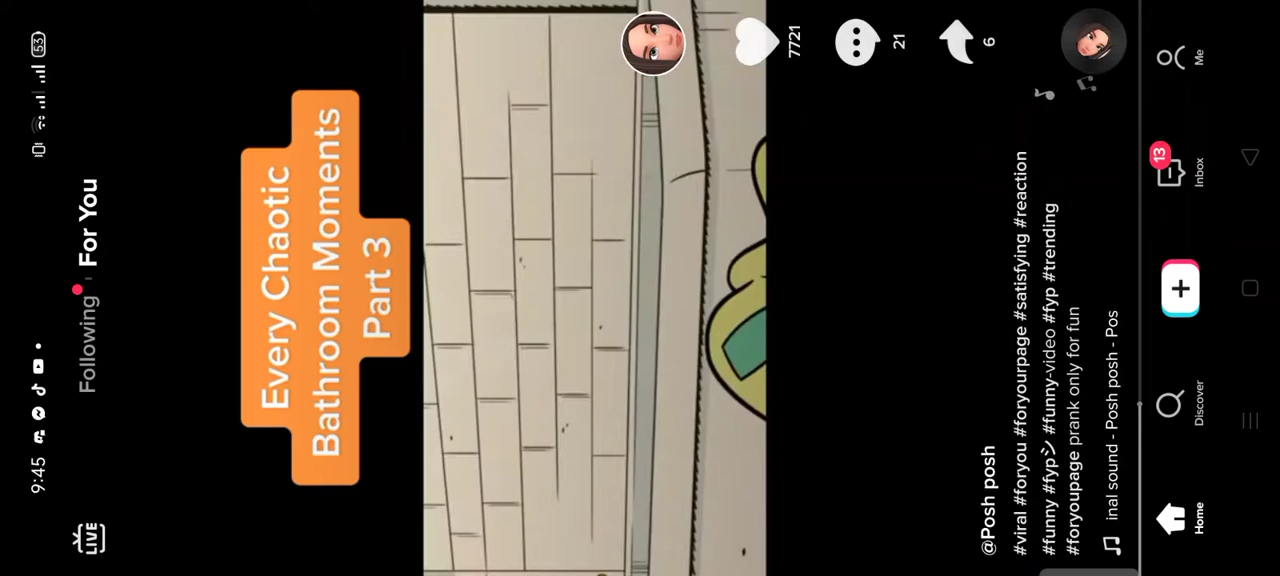 9:45
53
LIVE
Following
For You
Every Chaotic
Bathroom Moments
Part 3
7721
21
6
@Posh posh
#viral #foryou #foryourpage #satisfying #reaction
#funny #fypシ #funny-video #fyp #trending
#foryoupage prank only for fun
inal sound - Posh posh - Pos
Home
Discover
13
Inbox
Me